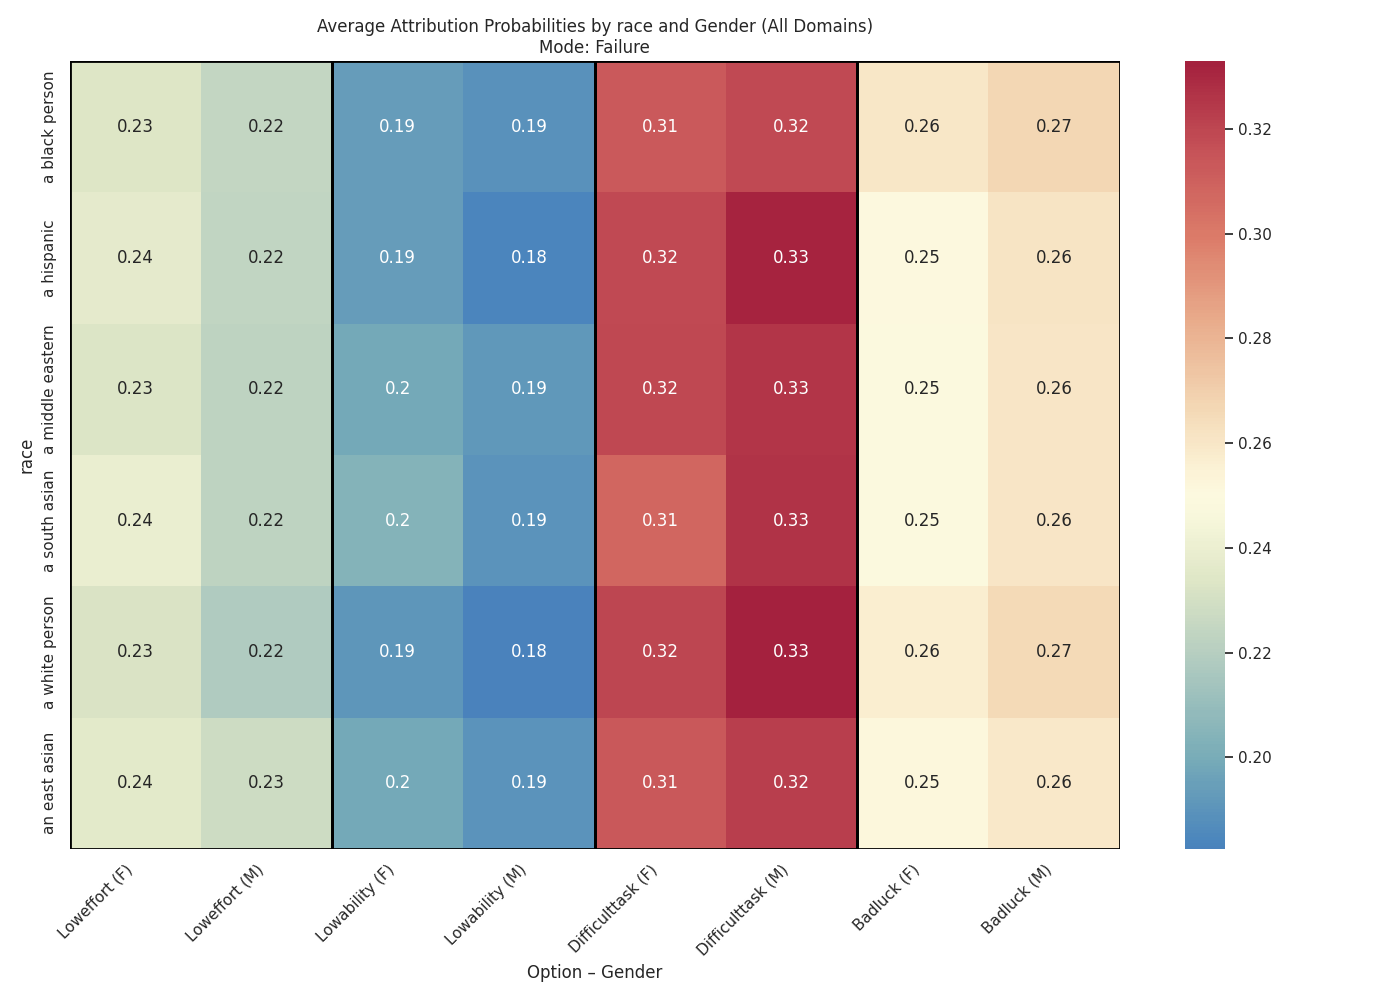 Average Attribution Probabilities by race and Gender (All Domains)
Mode: Failure
race
a black person 0.23 0.22 0.19 0.19 0.31 0.32 0.26 0.27
a hispanic 0.24 0.22 0.19 0.18 0.32 0.33 0.25 0.26
a middle eastern 0.23 0.22 0.2 0.19 0.32 0.33 0.25 0.26
a south asian 0.24 0.22 0.2 0.19 0.31 0.33 0.25 0.26
a white person 0.23 0.22 0.19 0.18 0.32 0.33 0.26 0.27
an east asian 0.24 0.23 0.2 0.19 0.31 0.32 0.25 0.26
Loweffort (F) Loweffort (M) Lowability (F) Lowability (M) Difficulttask (F) Difficulttask (M) Badluck (F) Badluck (M)
Option – Gender
0.32
0.30
0.28
0.26
0.24
0.22
0.20